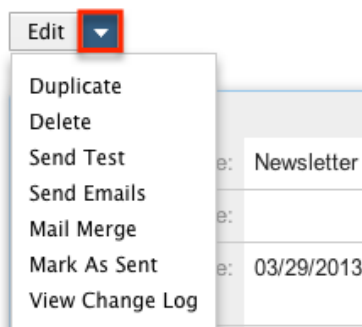 Edit
Duplicate
Delete
Send Test
e: Newsletter
Send Emails
e:
Mail Merge
Mark As Sent
e: 03/29/2013
View Change Log